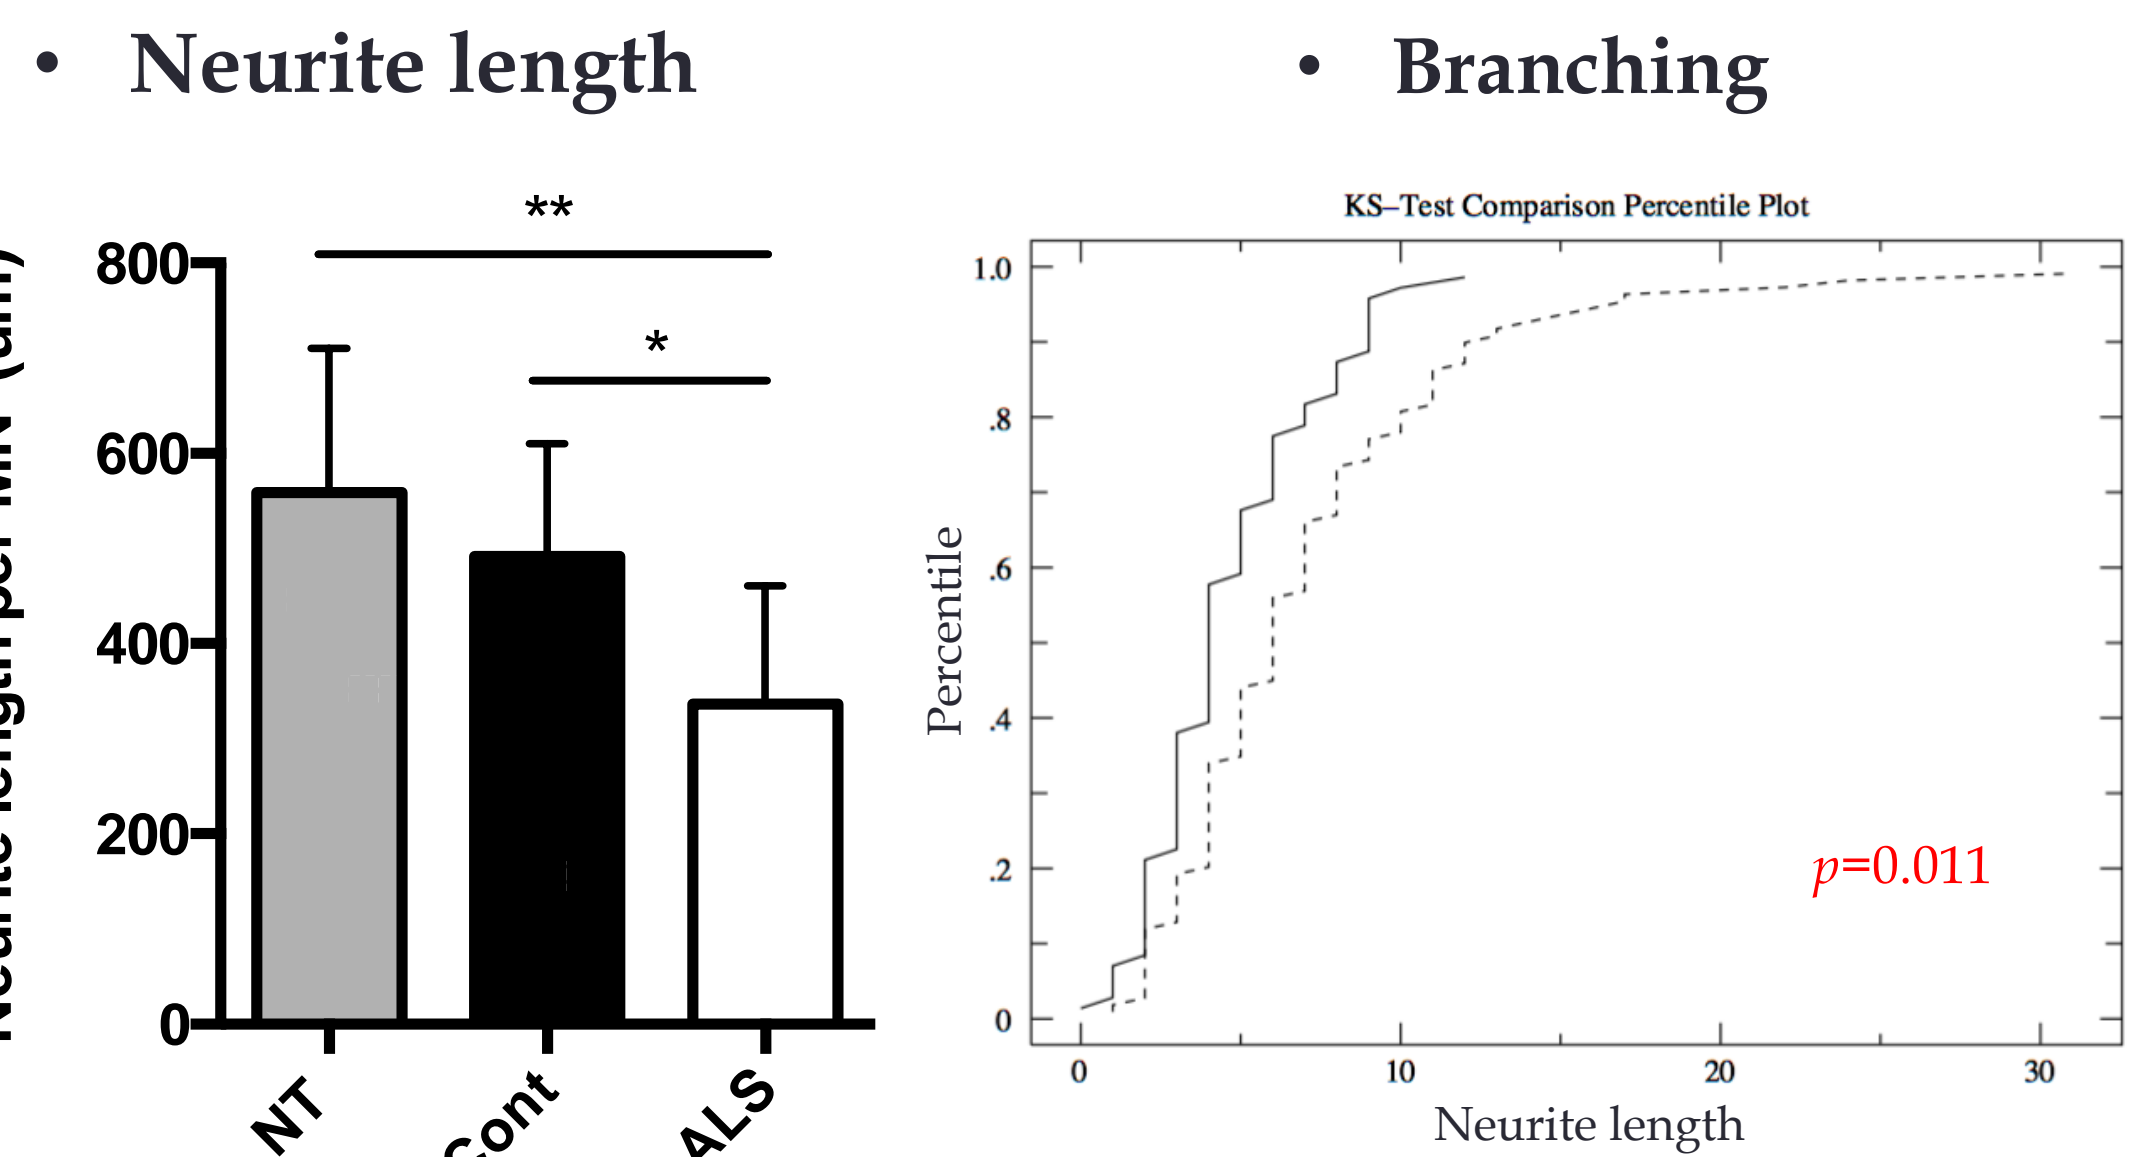 • Neurite length
**
*
800
600
400
200
0
NT
Cont
ALS
• Branching
KS–Test Comparison Percentile Plot
Percentile
1.0
.8
.6
.4
.2
0
p=0.011
0 10 20 30
Neurite length